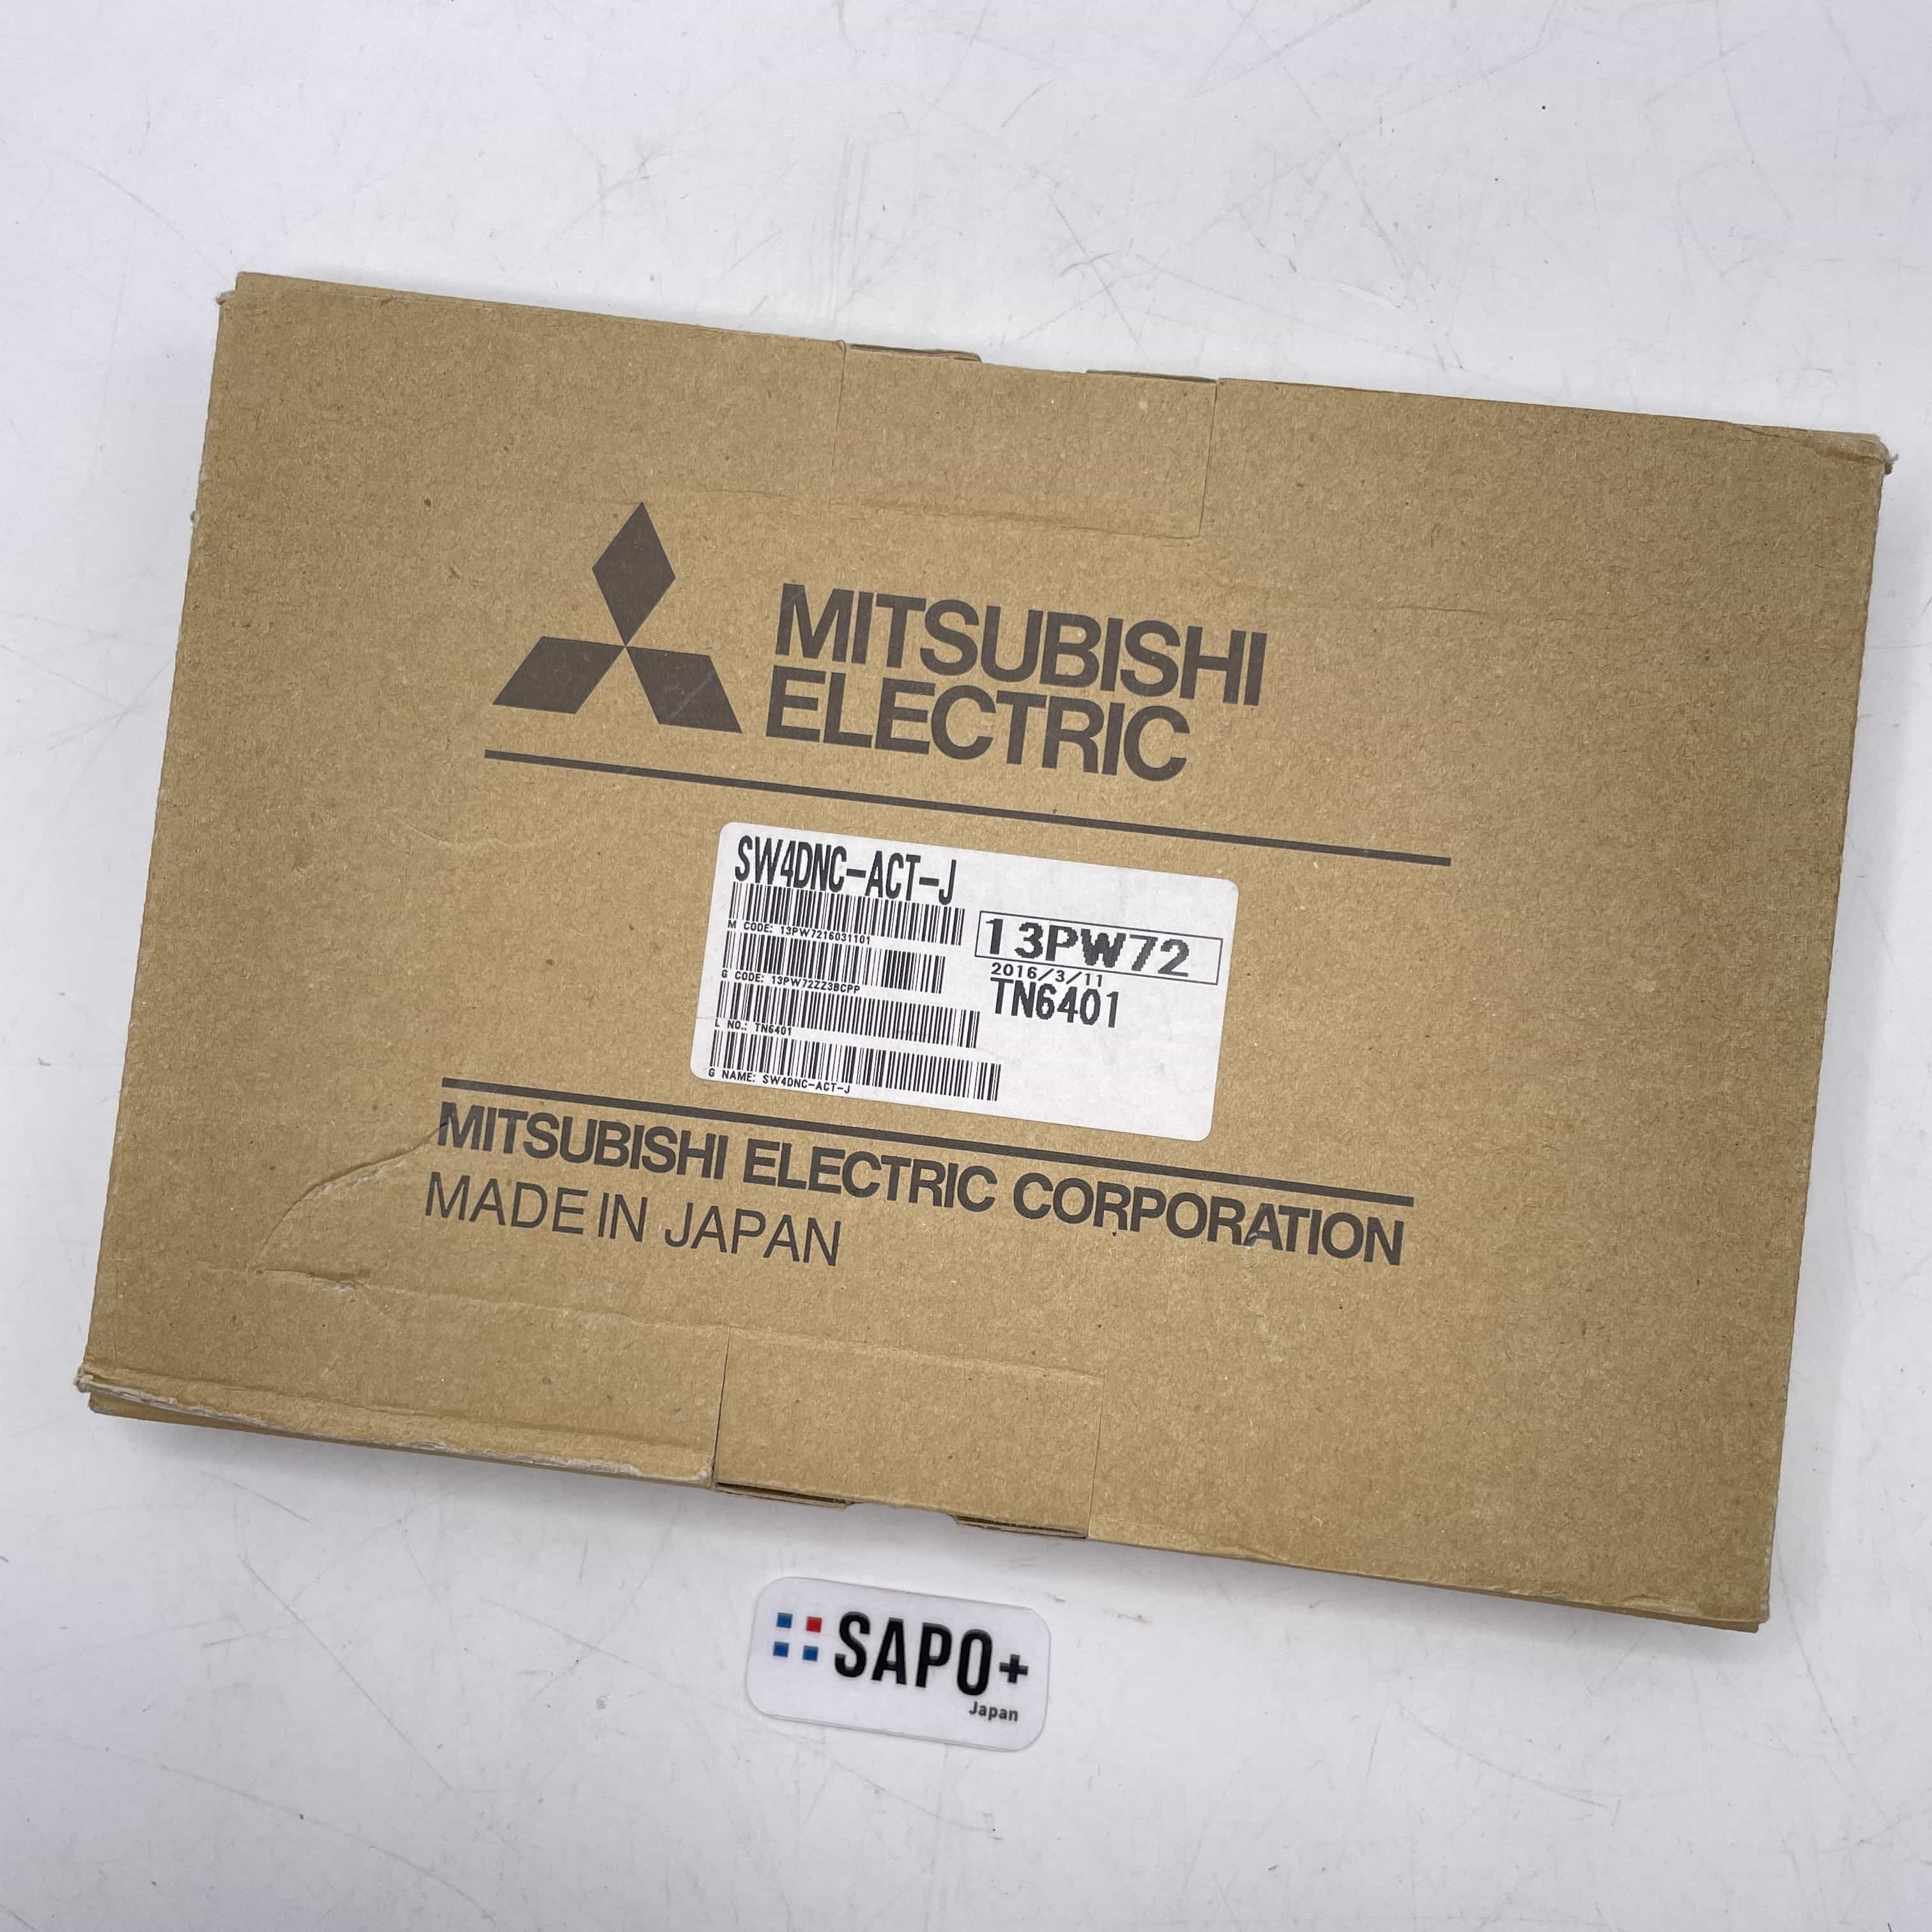 MITSUBISHI
ELECTRIC
SW4DNC-ACT-J
M CODE: 13PW7216031101
13PW72
2016/3/11
TN6401
G CODE: 13PW72ZZ3BCPP
L NO.: TN6401
G NAME: SW4DNC-ACT-J
MITSUBISHI ELECTRIC CORPORATION
MADE IN JAPAN
SAPO+
Japan